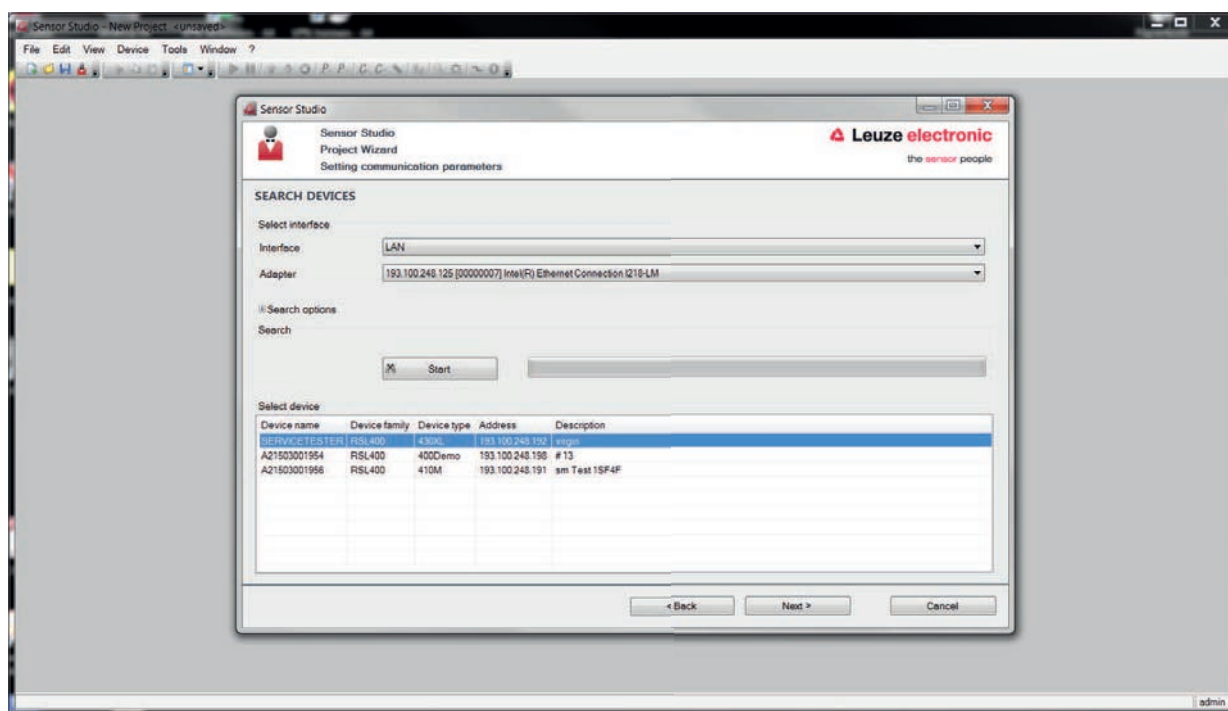 Sensor Studio - New Project <unsaved>
File Edit View Device Tools Window ?
Sensor Studio
Sensor Studio
Project Wizard
Setting communication parameters
Leuze electronic
the sensor people
SEARCH DEVICES
Select interface
Interface LAN
Adapter 193.100.248.125 [00000007] Intel(R) Ethernet Connection I218-LM
Search options
Search
Start
Select device
Device name Device family Device type Address Description
SERVICETESTER RSL400 430XL 193.100.248.192 virgin
A21503001954 RSL400 400Demo 193.100.248.198 # 13
A21503001956 RSL400 410M 193.100.248.191 sm Test 1SF4F
< Back Next > Cancel
admin